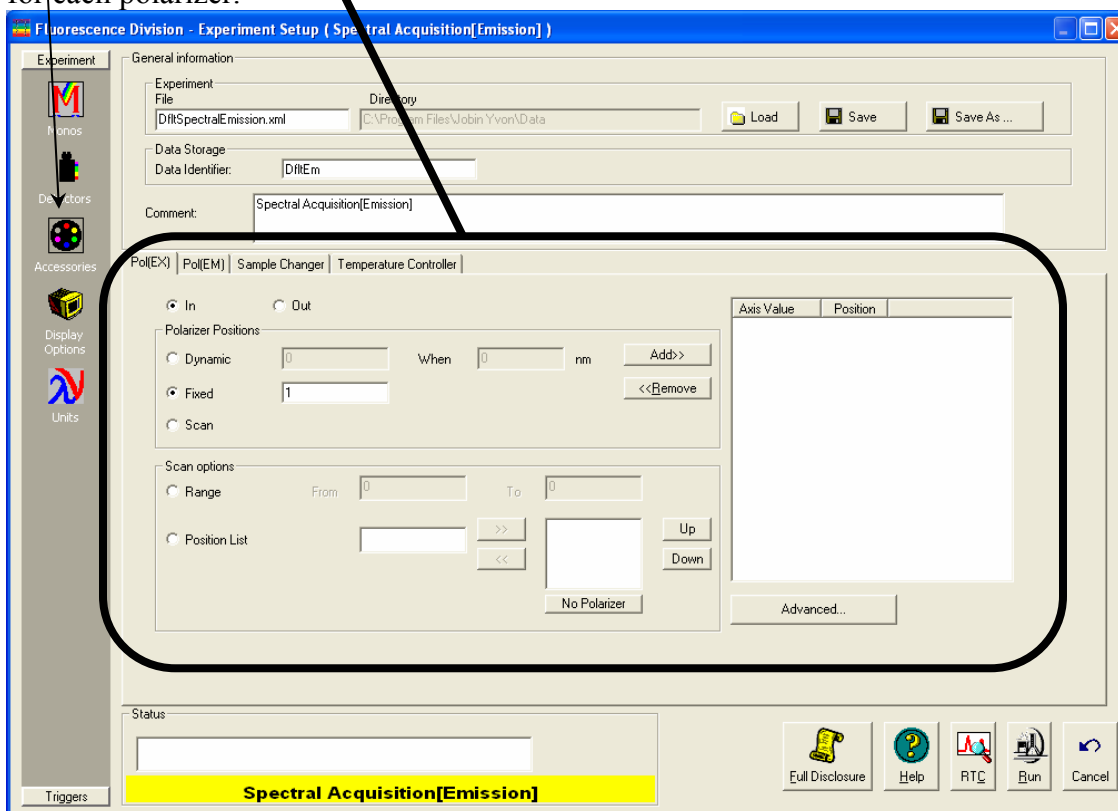 for each polarizer.
Fluorescence Division - Experiment Setup ( Spectral Acquisition[Emission] )
Experiment
General information
Experiment
File
Directory
DfltSpectralEmission.xml
C:\Program Files\Jobin Yvon\Data
Load
Save
Save As ...
Monos
Data Storage
Data Identifier:
DfltEm
Detectors
Comment:
Spectral Acquisition[Emission]
Accessories
Pol(EX)
Pol(EM)
Sample Changer
Temperature Controller
In
Out
Axis Value
Position
Display
Options
Polarizer Positions
Dynamic
0
When
0
nm
Add>>
Fixed
1
<<Remove
Units
Scan
Scan options
Range
From
0
To
0
Position List
>>
<<
Up
Down
No Polarizer
Advanced...
Status
Full Disclosure
Help
RTC
Run
Cancel
Triggers
Spectral Acquisition[Emission]